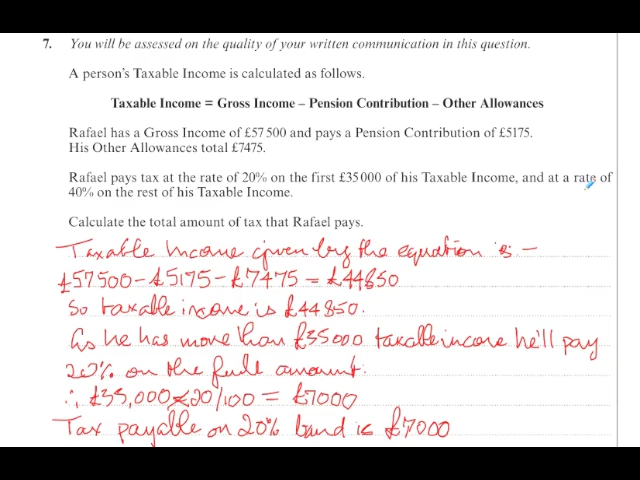 7. You will be assessed on the quality of your written communication in this question.
A person's Taxable Income is calculated as follows.
Taxable Income = Gross Income – Pension Contribution – Other Allowances
Rafael has a Gross Income of £57 500 and pays a Pension Contribution of £5175.
His Other Allowances total £7475.
Rafael pays tax at the rate of 20% on the first £35 000 of his Taxable Income, and at a rate of
40% on the rest of his Taxable Income.
Calculate the total amount of tax that Rafael pays.
Taxable Income given by the equation is –
£57500 – £5175 – £7475 = £44850
So taxable income is £44850.
As he has more than £35000 taxable income he'll pay
20% on the full amount.
∴ £35,000 × 20/100 = £7000
Tax payable on 20% band is £7000